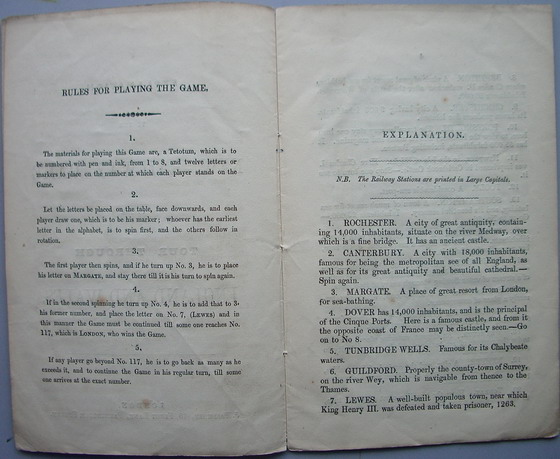 RULES FOR PLAYING THE GAME.
1.
The materials for playing this Game are, a Tetotum, which is to
be numbered with pen and ink, from 1 to 8, and twelve letters or
markers to place on the number at which each player stands on the
Game.
2.
Let the letters be placed on the table, face downwards, and each
player draw one, which is to be his marker; whoever has the earliest
letter in the alphabet, is to spin first, and the others follow in
rotation.
3.
The first player then spins, and if he turn up No. 3, he is to place
his letter on MARGATE, and stay there till it is his turn to spin again.
4.
If in the second spinning he turn up No. 4, he is to add that to 3,
his former number, and place the letter on No. 7, (LEWES) and in
this manner the Game must be continued till some one reaches No.
117, which is LONDON, who wins the Game.
5.
If any player go beyond No. 117, he is to go back as many as he
exceeds it, and to continue the Game in his regular turn, till some
one arrives at the exact number.
EXPLANATION.
N.B. The Railway Stations are printed in Large Capitals.
1. ROCHESTER. A city of great antiquity, contain-
ing 14,000 inhabitants, situate on the river Medway, over
which is a fine bridge. It has an ancient castle.
2. CANTERBURY. A city with 18,000 inhabitants,
famous for being the metropolitan see of all England, as
well as for its great antiquity and beautiful cathedral.—
Spin again.
3. MARGATE. A place of great resort from London,
for sea-bathing.
4. DOVER has 14,000 inhabitants, and is the principal
of the Cinque Ports. Here is a famous castle, and from it
the opposite coast of France may be distinctly seen.—Go
on to No 8.
5. TUNBRIDGE WELLS. Famous for its Chalybeate
waters.
6. GUILDFORD. Properly the county-town of Surrey,
on the river Wey, which is navigable from thence to the
Thames.
7. LEWES. A well-built populous town, near which
King Henry III. was defeated and taken prisoner, 1263.